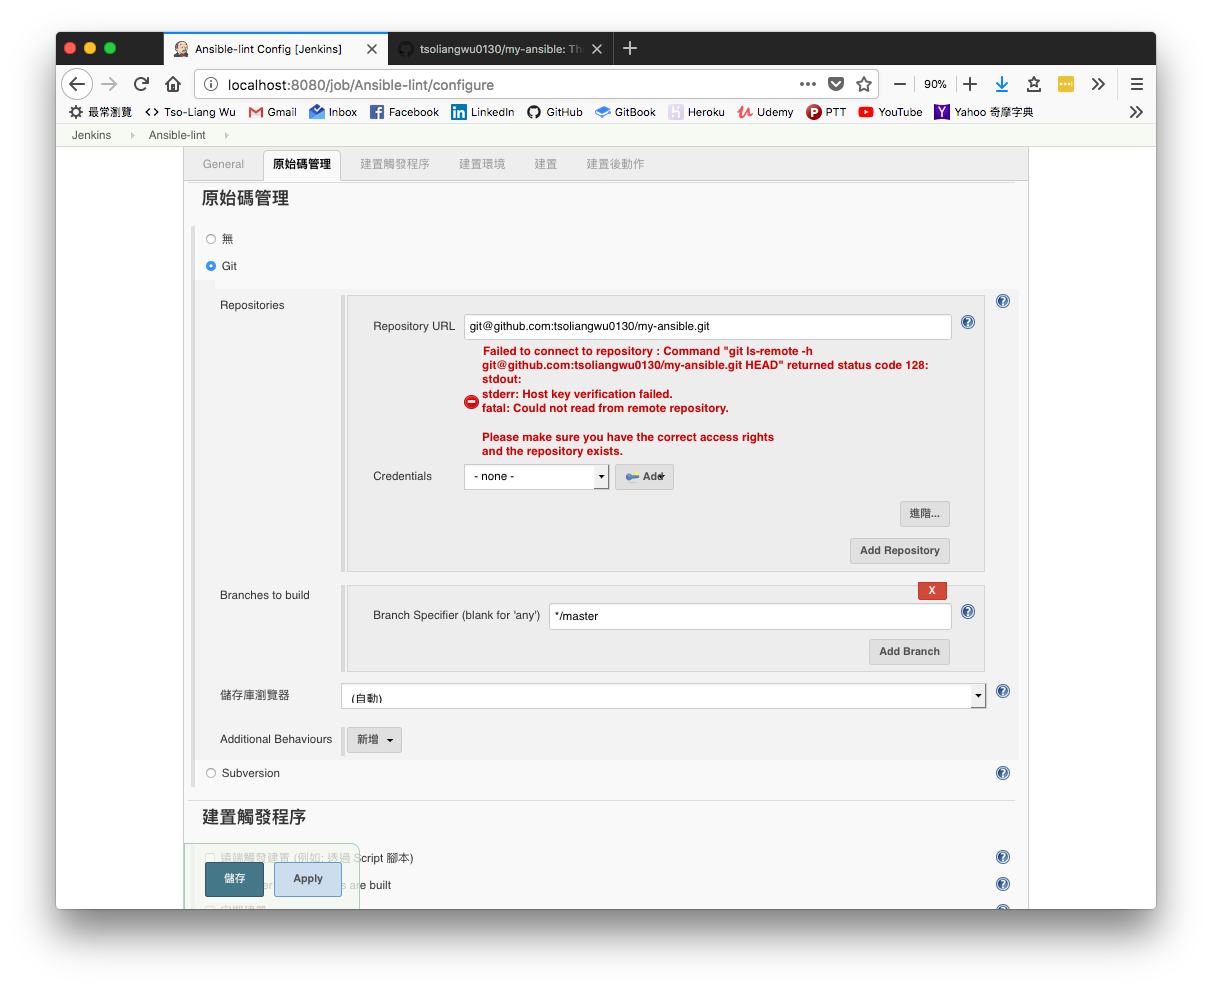 Ansible-lint Config [Jenkins]
tsoliangwu0130/my-ansible: Th
localhost:8080/job/Ansible-lint/configure
90%
最常瀏覽 Tso-Liang Wu Gmail Inbox Facebook LinkedIn GitHub GitBook Heroku Udemy PTT YouTube Yahoo 奇摩字典
Jenkins Ansible-lint
General 原始碼管理 建置觸發程序 建置環境 建置 建置後動作
原始碼管理
無
Git
Repositories
Repository URL git@github.com:tsoliangwu0130/my-ansible.git
Failed to connect to repository : Command "git ls-remote -h
git@github.com:tsoliangwu0130/my-ansible.git HEAD" returned status code 128:
stdout:
stderr: Host key verification failed.
fatal: Could not read from remote repository.
Please make sure you have the correct access rights
and the repository exists.
Credentials - none - Add
進階...
Add Repository
X
Branches to build
Branch Specifier (blank for 'any') */master
Add Branch
儲存庫瀏覽器 (自動)
Additional Behaviours 新增
Subversion
建置觸發程序
遠端觸發建置 (例如: 透過 Script 腳本)
儲存 Apply
are built
定期建置